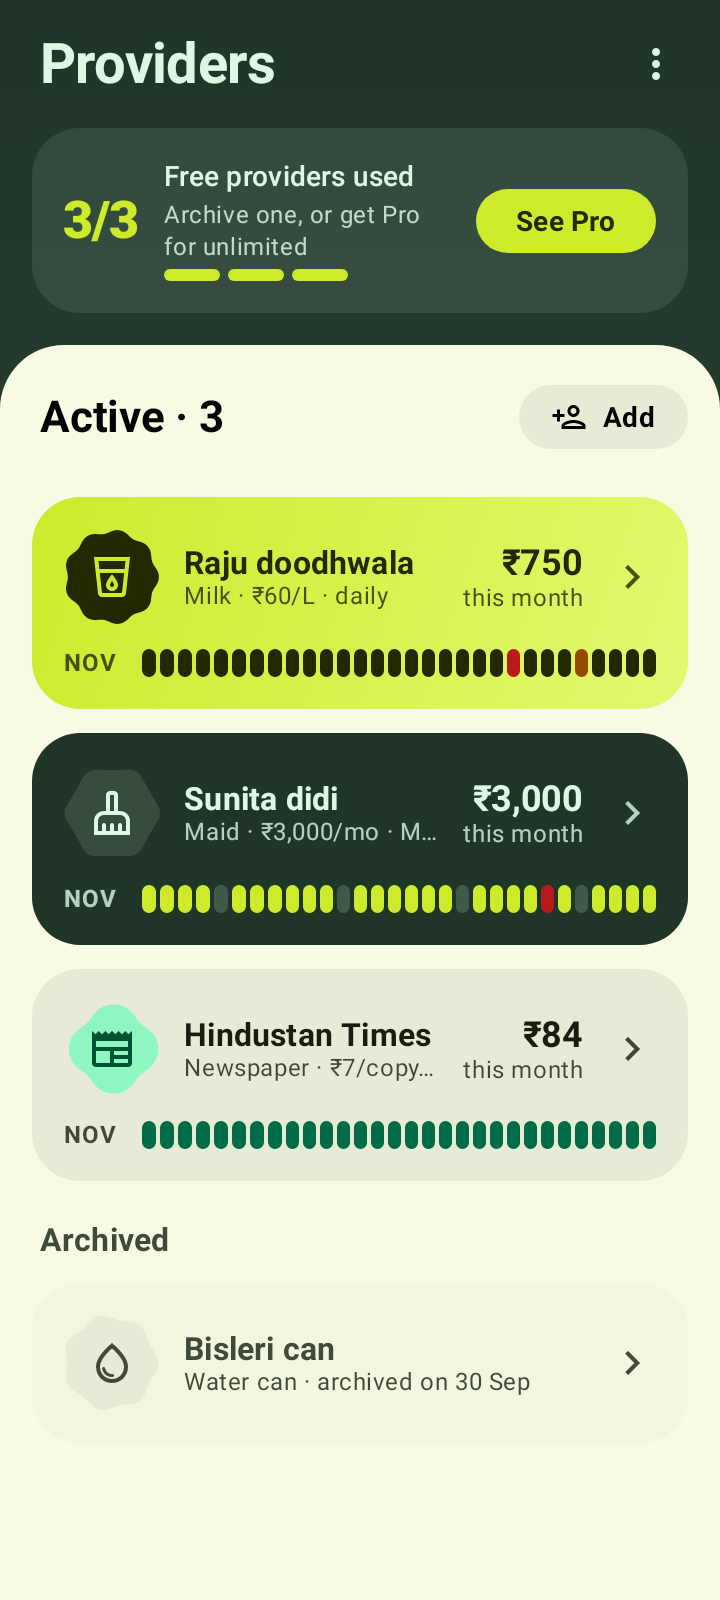 Providers
3/3
Free providers used
Archive one, or get Pro
for unlimited
See Pro
Active · 3
Add
Raju doodhwala
Milk · ₹60/L · daily
₹750
this month
NOV
Sunita didi
Maid · ₹3,000/mo · M…
₹3,000
this month
NOV
Hindustan Times
Newspaper · ₹7/copy…
₹84
this month
NOV
Archived
Bisleri can
Water can · archived on 30 Sep